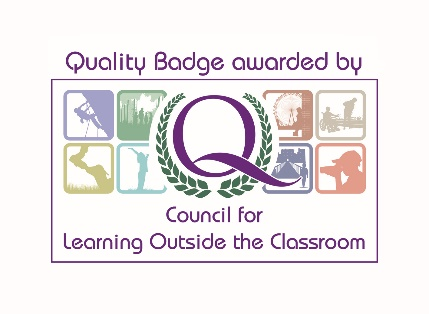 Quality Badge awarded by
Q
Council for
Learning Outside the Classroom